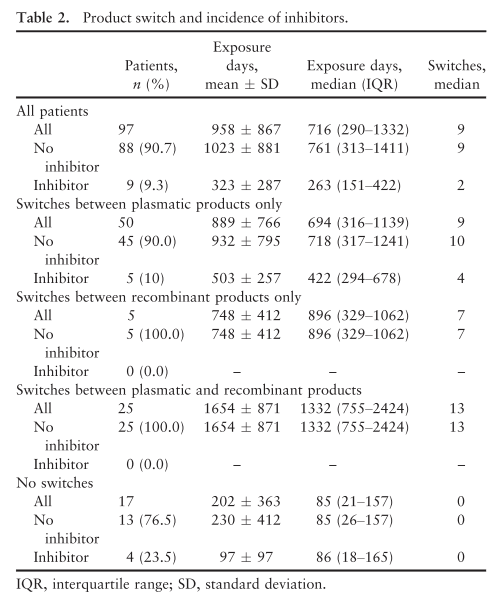 Table 2. Product switch and incidence of inhibitors.
Patients, n (%) Exposure days, mean ± SD Exposure days, median (IQR) Switches, median
All patients
All 97 958 ± 867 716 (290–1332) 9
No inhibitor 88 (90.7) 1023 ± 881 761 (313–1411) 9
Inhibitor 9 (9.3) 323 ± 287 263 (151–422) 2
Switches between plasmatic products only
All 50 889 ± 766 694 (316–1139) 9
No inhibitor 45 (90.0) 932 ± 795 718 (317–1241) 10
Inhibitor 5 (10) 503 ± 257 422 (294–678) 4
Switches between recombinant products only
All 5 748 ± 412 896 (329–1062) 7
No inhibitor 5 (100.0) 748 ± 412 896 (329–1062) 7
Inhibitor 0 (0.0) – – –
Switches between plasmatic and recombinant products
All 25 1654 ± 871 1332 (755–2424) 13
No inhibitor 25 (100.0) 1654 ± 871 1332 (755–2424) 13
Inhibitor 0 (0.0) – – –
No switches
All 17 202 ± 363 85 (21–157) 0
No inhibitor 13 (76.5) 230 ± 412 85 (26–157) 0
Inhibitor 4 (23.5) 97 ± 97 86 (18–165) 0
IQR, interquartile range; SD, standard deviation.